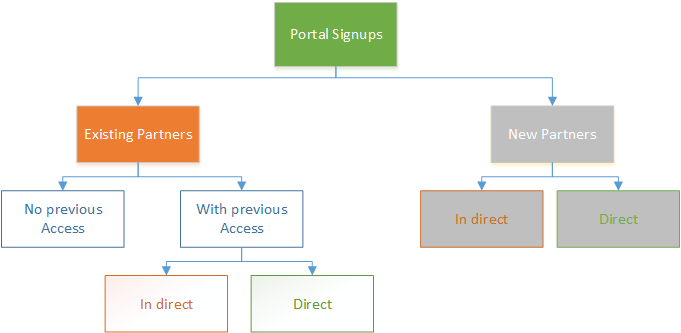 Portal Signups
Existing Partners
New Partners
No previous
Access
With previous
Access
In direct
Direct
In direct
Direct